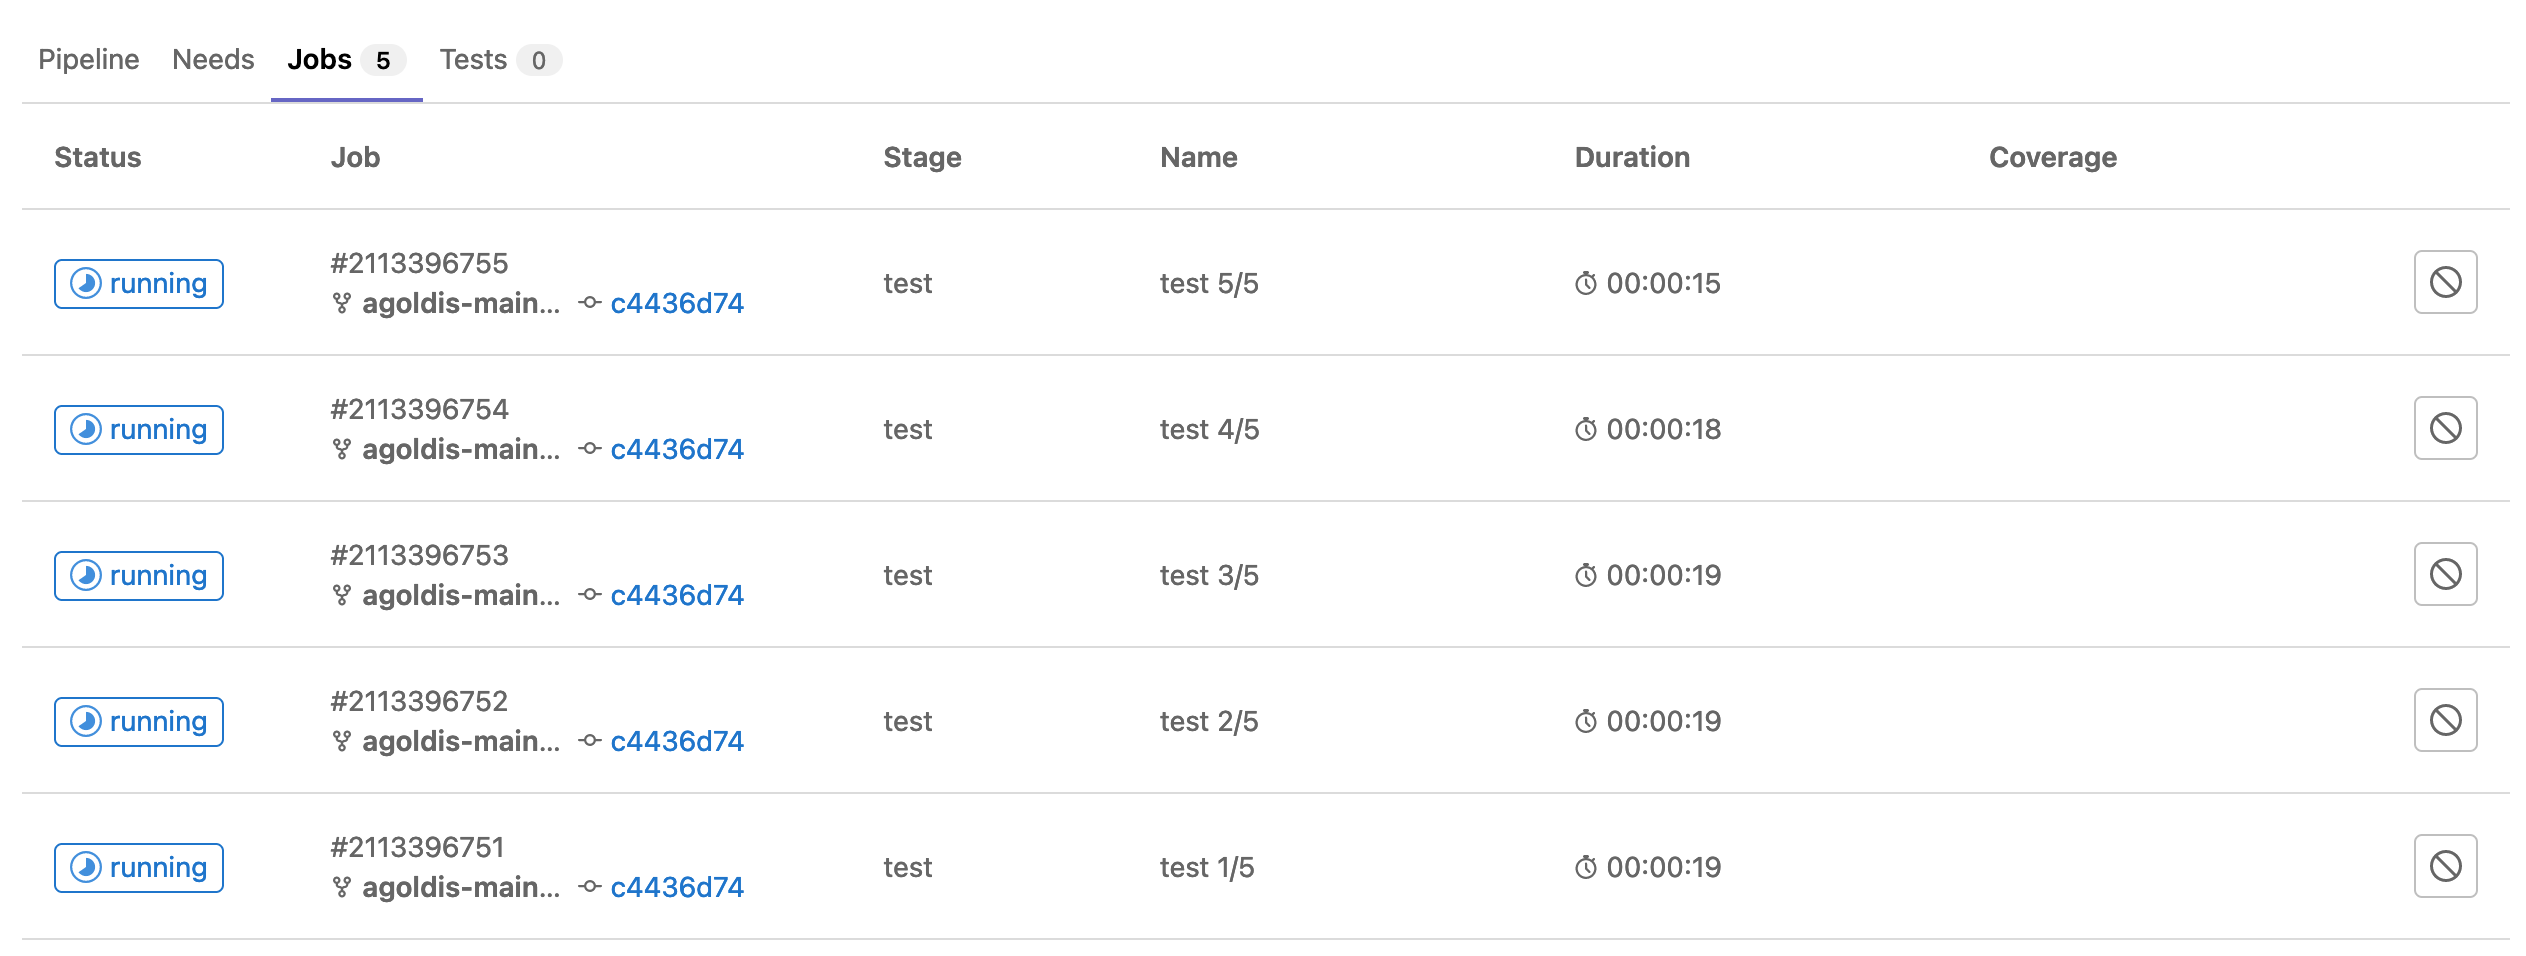 Pipeline Needs Jobs 5 Tests 0
Status Job Stage Name Duration Coverage
running #2113396755 agoldis-main... c4436d74 test test 5/5 00:00:15
running #2113396754 agoldis-main... c4436d74 test test 4/5 00:00:18
running #2113396753 agoldis-main... c4436d74 test test 3/5 00:00:19
running #2113396752 agoldis-main... c4436d74 test test 2/5 00:00:19
running #2113396751 agoldis-main... c4436d74 test test 1/5 00:00:19